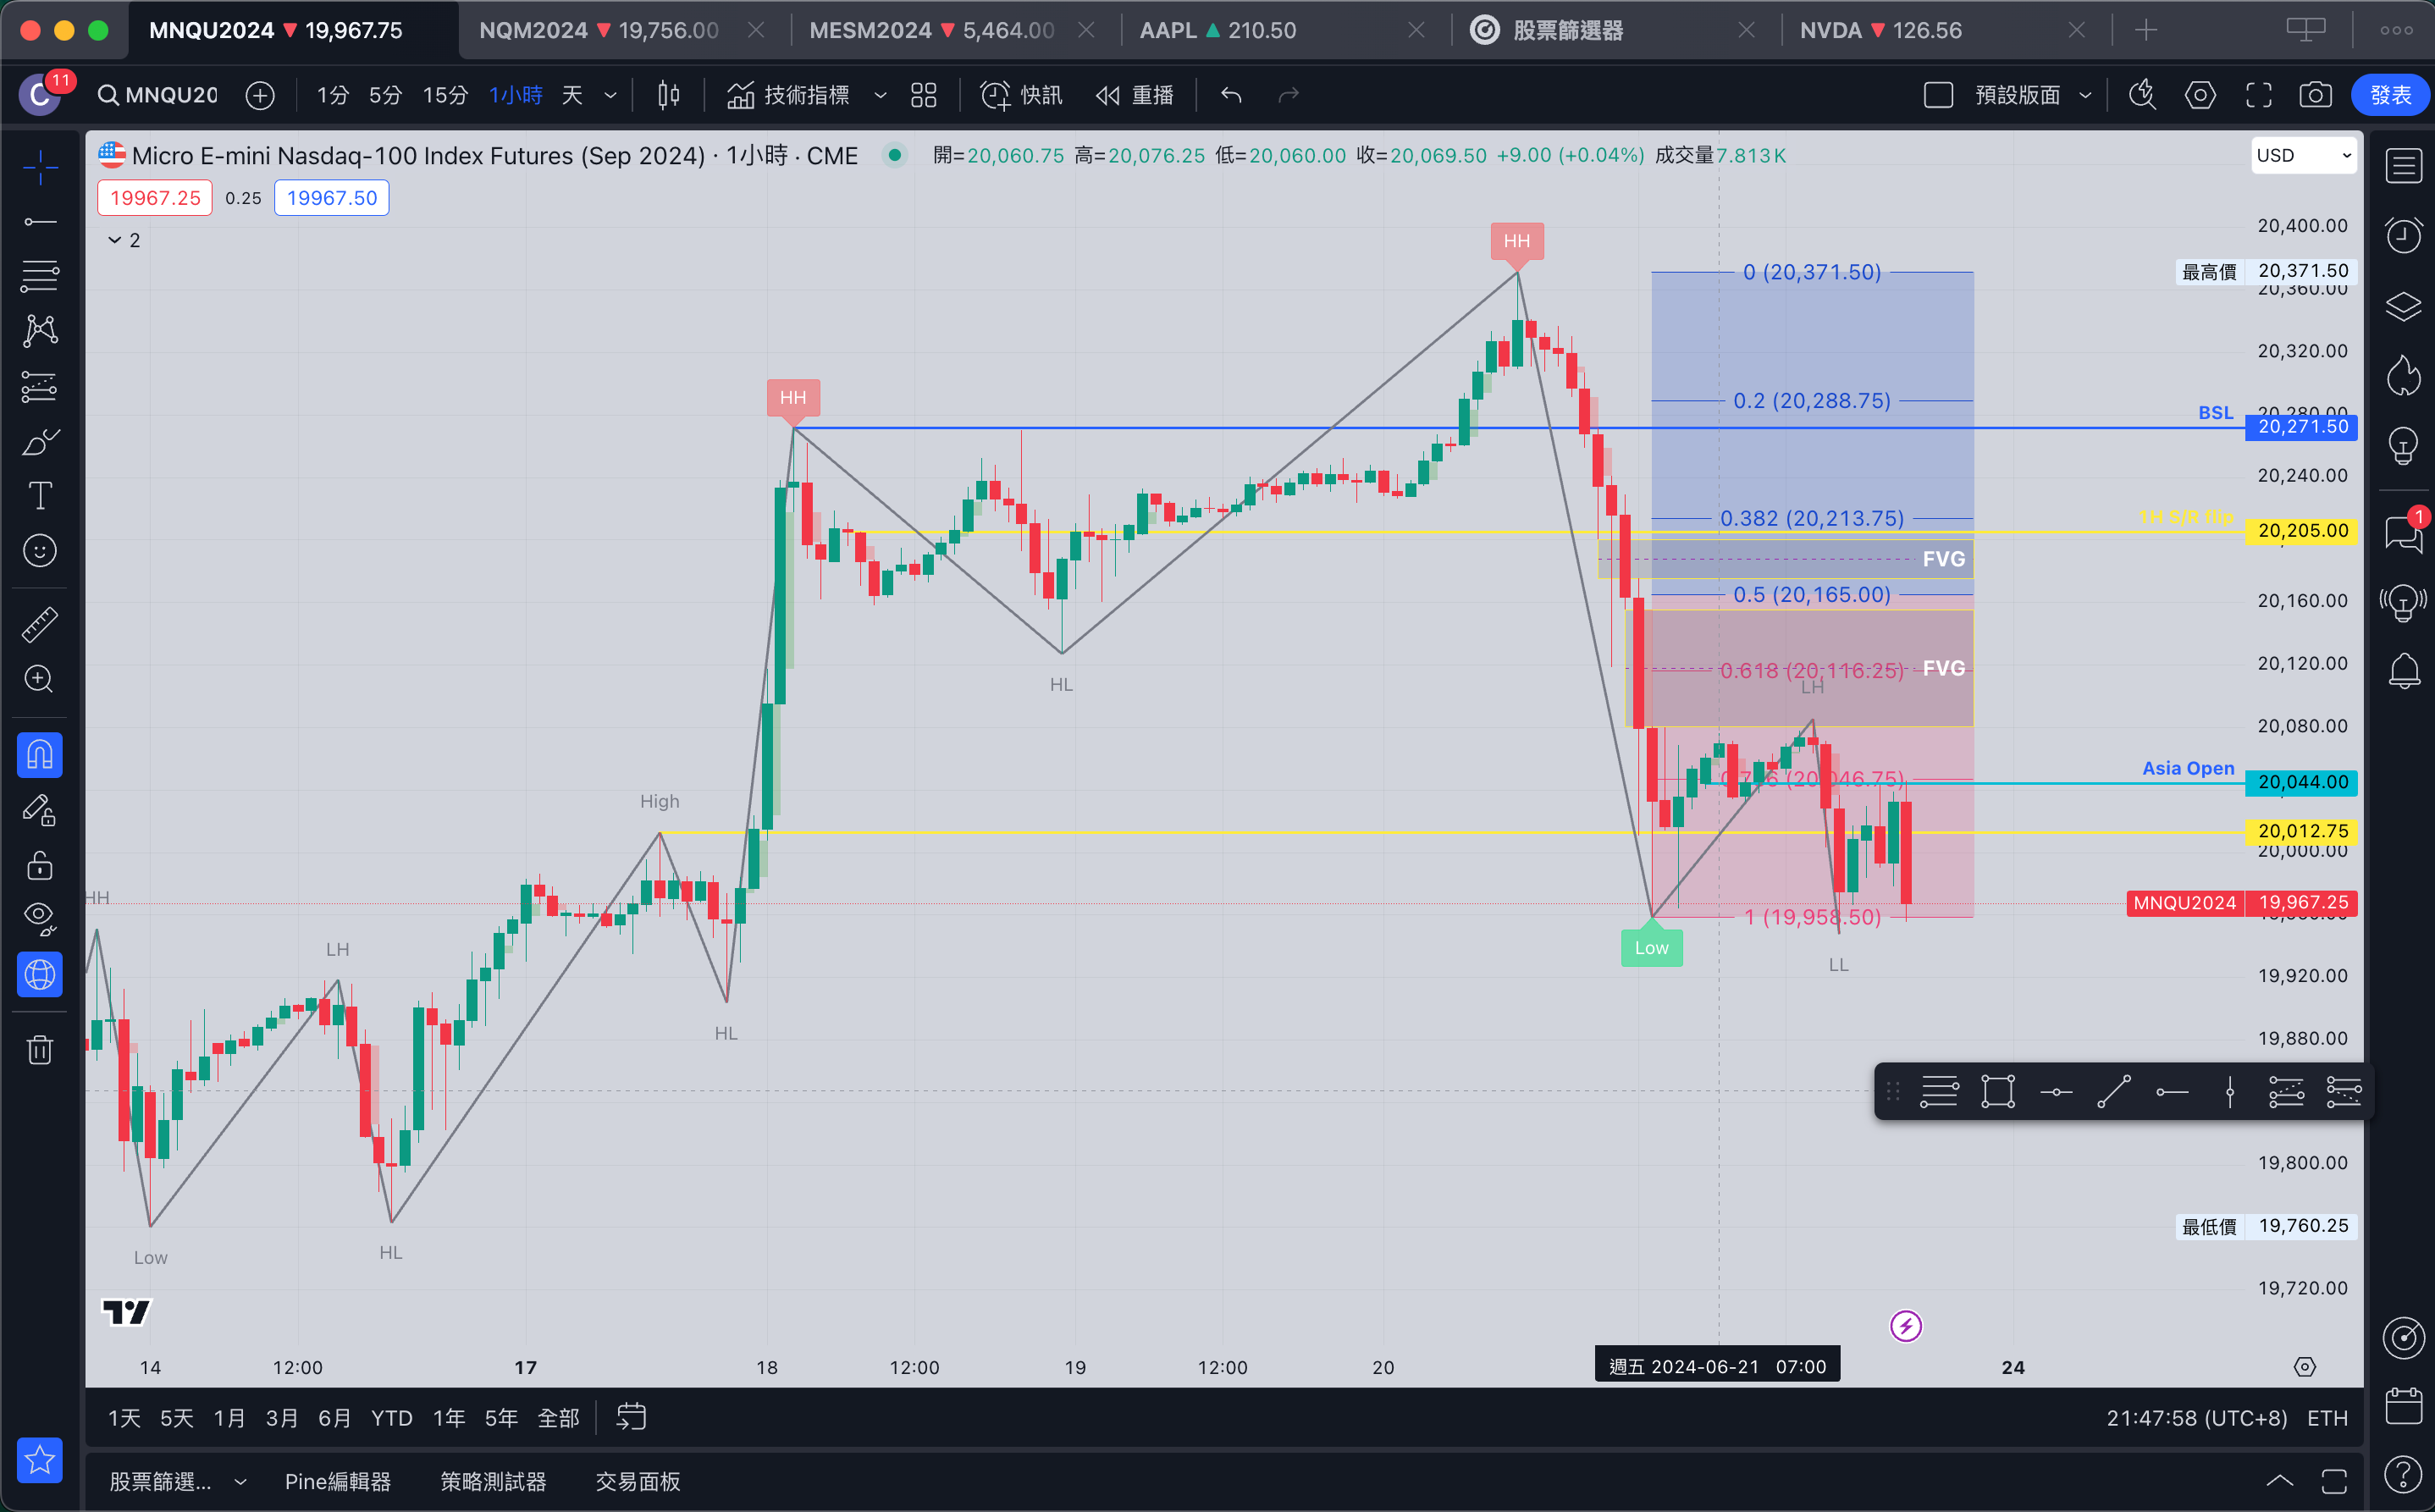 MNQU2024 ▼ 19,967.75
NQM2024 ▼ 19,756.00
MESM2024 ▼ 5,464.00
AAPL ▲ 210.50
股票篩選器
NVDA ▼ 126.56
C 11
MNQU20
1分 5分 15分 1小時 天
技術指標
快訊
重播
預設版面
發表
Micro E-mini Nasdaq-100 Index Futures (Sep 2024) · 1小時 · CME
開=20,060.75 高=20,076.25 低=20,060.00 收=20,069.50 +9.00 (+0.04%) 成交量7.813K
USD
19967.25 0.25 19967.50
2
20,400.00
HH
0 (20,371.50)
最高價 20,371.50
20,360.00
20,320.00
HH
0.2 (20,288.75)
BSL
20,280.00
20,271.50
20,240.00
0.382 (20,213.75)
1H S/R flip
20,205.00
FVG
0.5 (20,165.00)
20,160.00
HL
0.618 (20,116.25)
FVG
20,120.00
LH
20,080.00
Asia Open
(20,046.75)
20,044.00
High
20,012.75
20,000.00
HH
MNQU2024 19,967.25
1 (19,958.50)
Low
LH
LL
19,920.00
HL
19,880.00
19,800.00
最低價 19,760.25
Low
HL
19,720.00
14 12:00 17 18 12:00 19 12:00 20
週五 2024-06-21 07:00
24
1天 5天 1月 3月 6月 YTD 1年 5年 全部
21:47:58 (UTC+8) ETH
股票篩選... Pine編輯器 策略測試器 交易面板
1